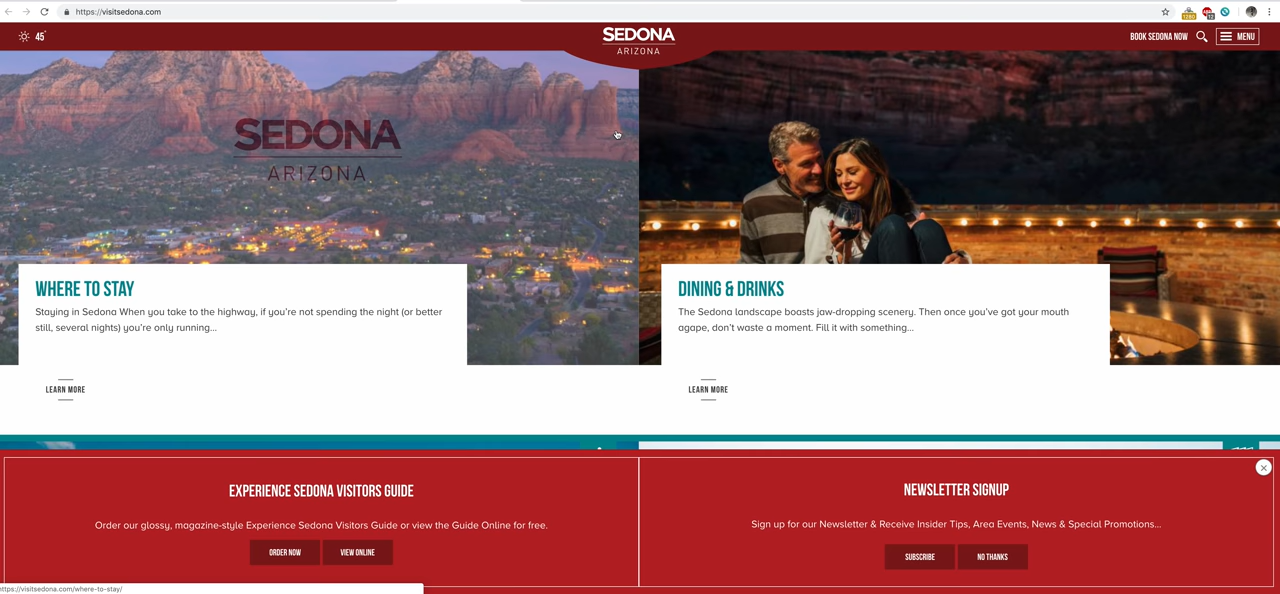 https://visitsedona.com
45°
SEDONA
ARIZONA
BOOK SEDONA NOW
MENU
SEDONA
ARIZONA
WHERE TO STAY
Staying in Sedona When you take to the highway, if you're not spending the night (or better
still, several nights) you're only running...
LEARN MORE
DINING & DRINKS
The Sedona landscape boasts jaw-dropping scenery. Then once you've got your mouth
agape, don't waste a moment. Fill it with something...
LEARN MORE
EXPERIENCE SEDONA VISITORS GUIDE
Order our glossy, magazine-style Experience Sedona Visitors Guide or view the Guide Online for free.
ORDER NOW
VIEW ONLINE
NEWSLETTER SIGNUP
Sign up for our Newsletter & Receive Insider Tips, Area Events, News & Special Promotions...
SUBSCRIBE
NO THANKS
https://visitsedona.com/where-to-stay/